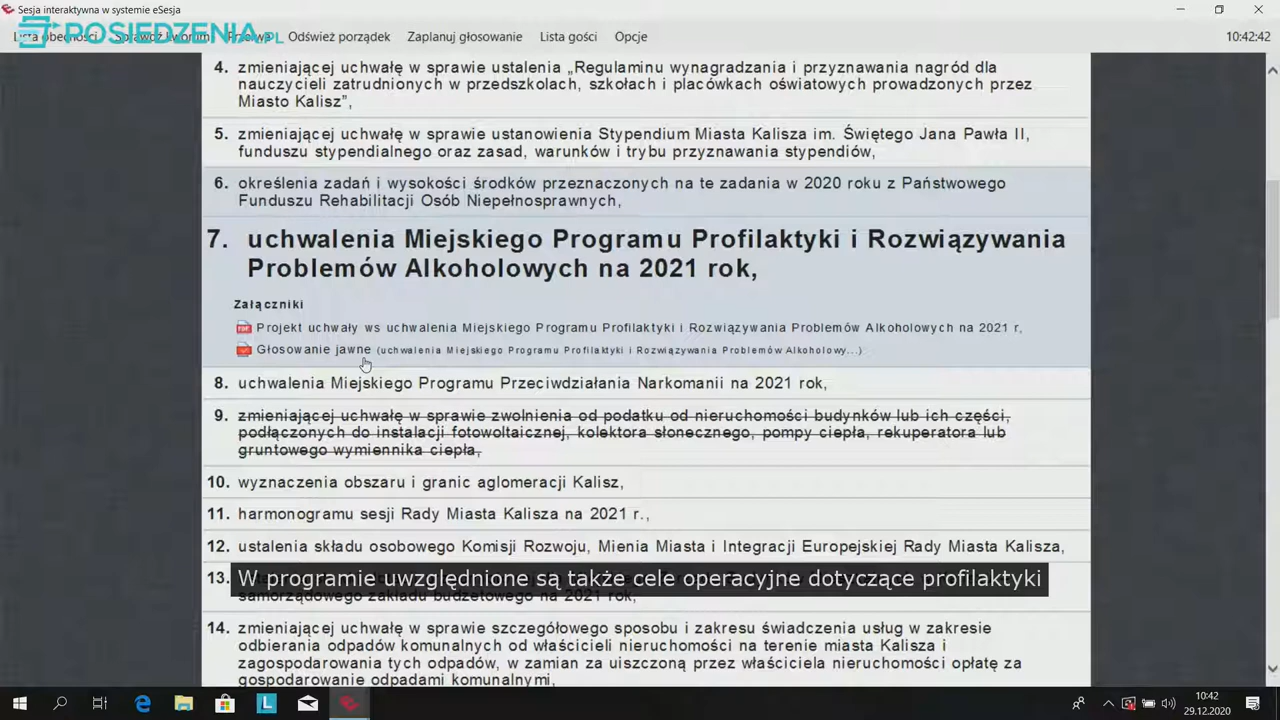 Sesja interaktywna w systemie eSesja
POSIEDZENIA.PL
Lista obecności Sprawdź kworum Przerwa Odśwież porządek Zaplanuj głosowanie Lista gości Opcje 10:42:42
4. zmieniającej uchwałę w sprawie ustalenia „Regulaminu wynagradzania i przyznawania nagród dla
nauczycieli zatrudnionych w przedszkolach, szkołach i placówkach oświatowych prowadzonych przez
Miasto Kalisz",
5. zmieniającej uchwałę w sprawie ustanowienia Stypendium Miasta Kalisza im. Świętego Jana Pawła II,
funduszu stypendialnego oraz zasad, warunków i trybu przyznawania stypendiów,
6. określenia zadań i wysokości środków przeznaczonych na te zadania w 2020 roku z Państwowego
Funduszu Rehabilitacji Osób Niepełnosprawnych,
7. uchwalenia Miejskiego Programu Profilaktyki i Rozwiązywania
Problemów Alkoholowych na 2021 rok,
Załączniki
PDF Projekt uchwały ws uchwalenia Miejskiego Programu Profilaktyki i Rozwiązywania Problemów Alkoholowych na 2021 r,
Głosowanie jawne (uchwalenia Miejskiego Programu Profilaktyki i Rozwiązywania Problemów Alkoholowy...)
8. uchwalenia Miejskiego Programu Przeciwdziałania Narkomanii na 2021 rok,
9. zmieniającej uchwałę w sprawie zwolnienia od podatku od nieruchomości budynków lub ich części,
podłączonych do instalacji fotowoltaicznej, kolektora słonecznego, pompy ciepła, rekuperatora lub
gruntowego wymiennika ciepła,
10. wyznaczenia obszaru i granic aglomeracji Kalisz,
11. harmonogramu sesji Rady Miasta Kalisza na 2021 r.,
12. ustalenia składu osobowego Komisji Rozwoju, Mienia Miasta i Integracji Europejskiej Rady Miasta Kalisza,
13.
W programie uwzględnione są także cele operacyjne dotyczące profilaktyki
samorządowego zakładu budżetowego na 2021 rok,
14. zmieniającej uchwałę w sprawie szczegółowego sposobu i zakresu świadczenia usług w zakresie
odbierania odpadów komunalnych od właścicieli nieruchomości na terenie miasta Kalisza i
zagospodarowania tych odpadów, w zamian za uiszczoną przez właściciela nieruchomości opłatę za
gospodarowanie odpadami komunalnymi,
10:42
29.12.2020